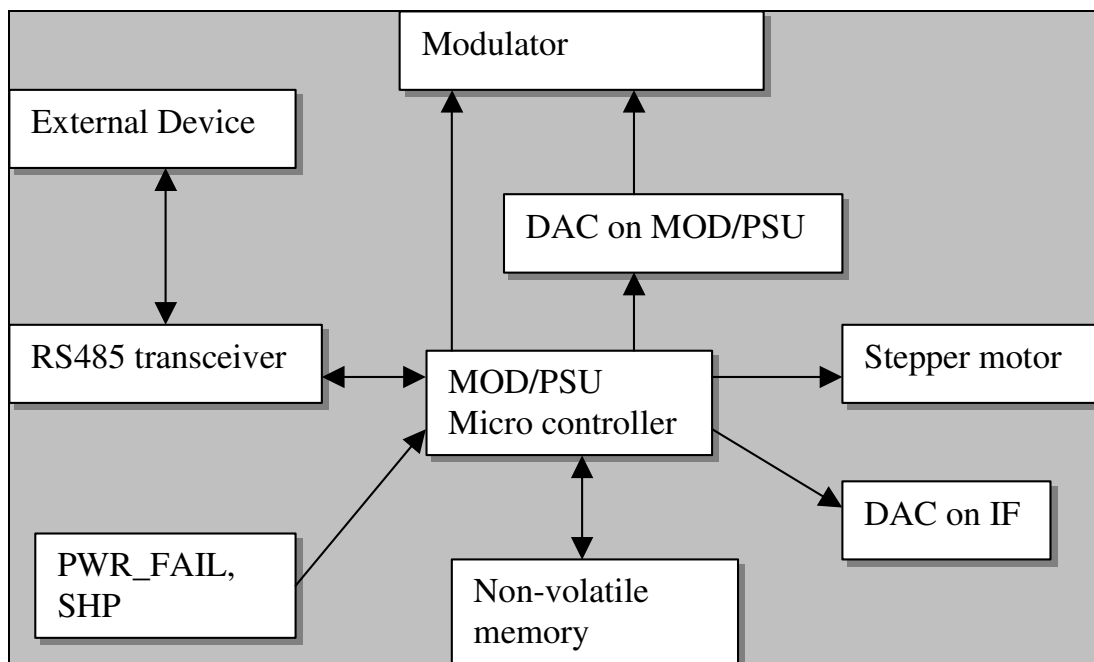 Modulator
External Device
DAC on MOD/PSU
RS485 transceiver
MOD/PSU
Micro controller
Stepper motor
DAC on IF
PWR_FAIL,
SHP
Non-volatile
memory